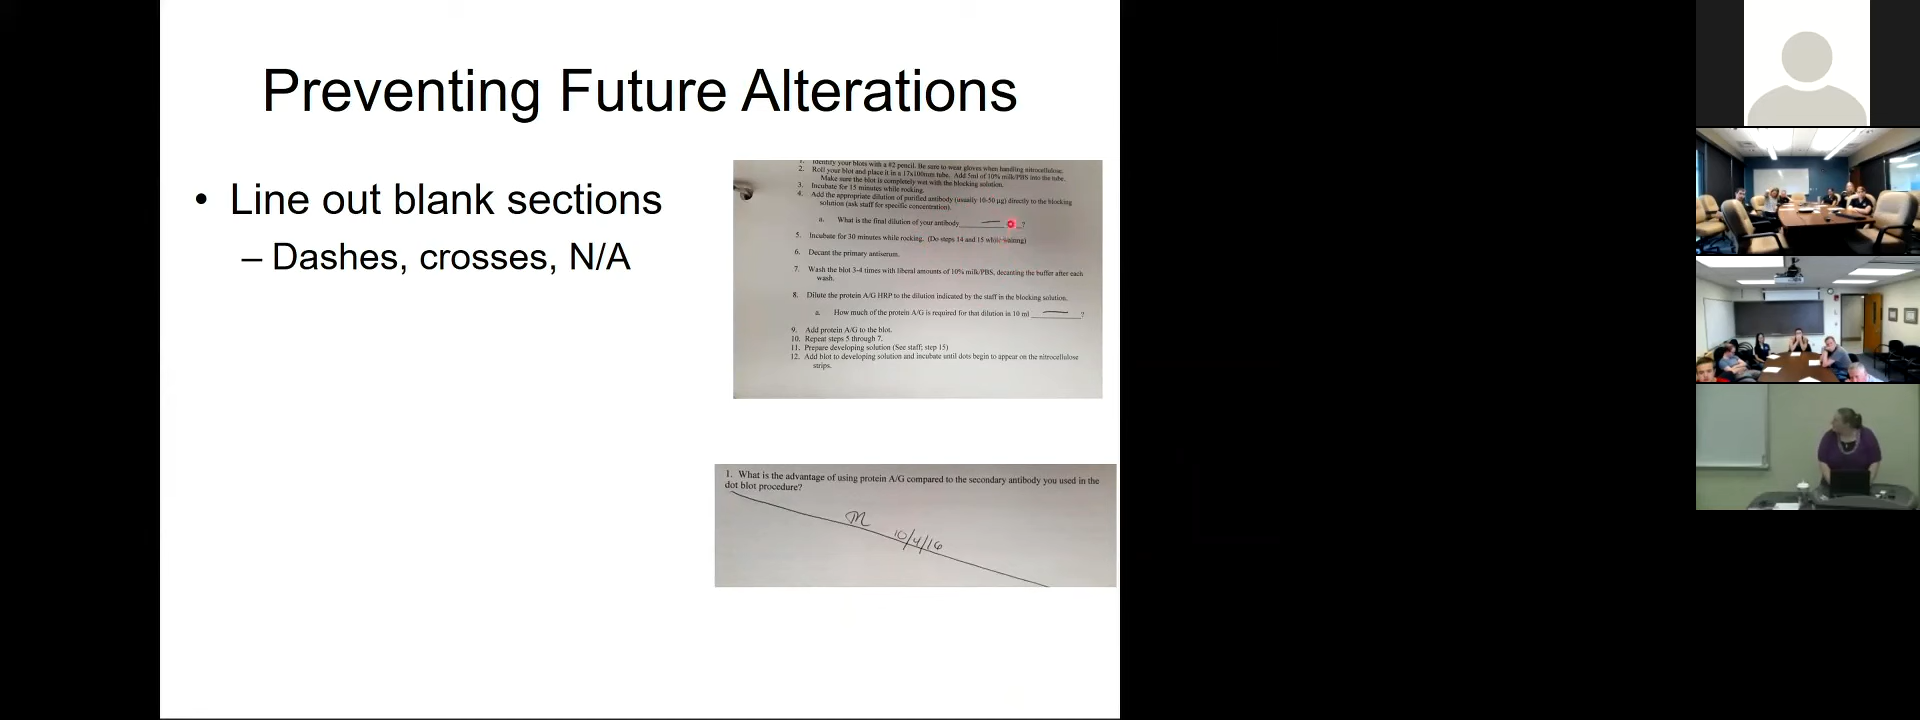 Preventing Future Alterations
• Line out blank sections
– Dashes, crosses, N/A
1. Identify your blots with a #2 pencil. Be sure to wear gloves when handling nitrocellulose.
2. Roll your blot and place it in a 17x100mm tube. Add 5ml of 10% milk/PBS into the tube.
Make sure the blot is completely wet with the blocking solution.
3. Incubate for 15 minutes while rocking.
4. Add the appropriate dilution of purified antibody (usually 10-50 µg) directly to the blocking
solution (ask staff for specific concentration).
a. What is the final dilution of your antibody ?
5. Incubate for 30 minutes while rocking. (Do steps 14 and 15 while waiting)
6. Decant the primary antiserum.
7. Wash the blot 3-4 times with liberal amounts of 10% milk/PBS, decanting the buffer after each
wash.
8. Dilute the protein A/G HRP to the dilution indicated by the staff in the blocking solution.
a. How much of the protein A/G is required for that dilution in 10 ml ?
9. Add protein A/G to the blot.
10. Repeat steps 5 through 7.
11. Prepare developing solution (See staff; step 15)
12. Add blot to developing solution and incubate until dots begin to appear on the nitrocellulose
strips.
1. What is the advantage of using protein A/G compared to the secondary antibody you used in the
dot blot procedure?
10/4/16